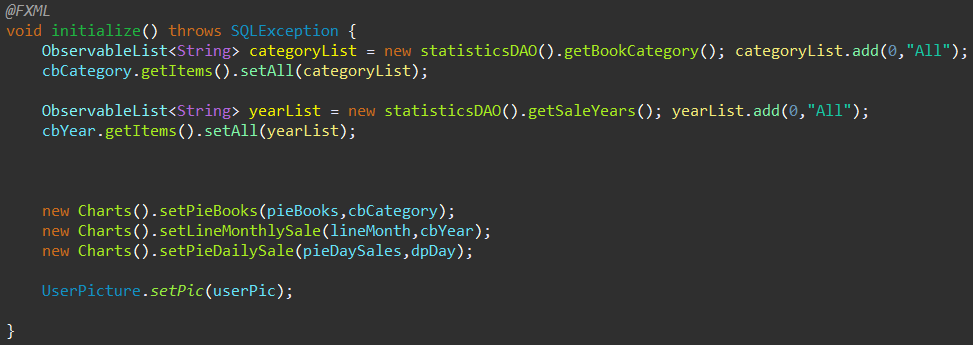 @FXML
void initialize() throws SQLException {
    ObservableList<String> categoryList = new statisticsDAO().getBookCategory(); categoryList.add(0,"All");
    cbCategory.getItems().setAll(categoryList);
    ObservableList<String> yearList = new statisticsDAO().getSaleYears(); yearList.add(0,"All");
    cbYear.getItems().setAll(yearList);
    new Charts().setPieBooks(pieBooks,cbCategory);
    new Charts().setLineMonthlySale(lineMonth,cbYear);
    new Charts().setPieDailySale(pieDaySales,dpDay);
    UserPicture.setPic(userPic);
}